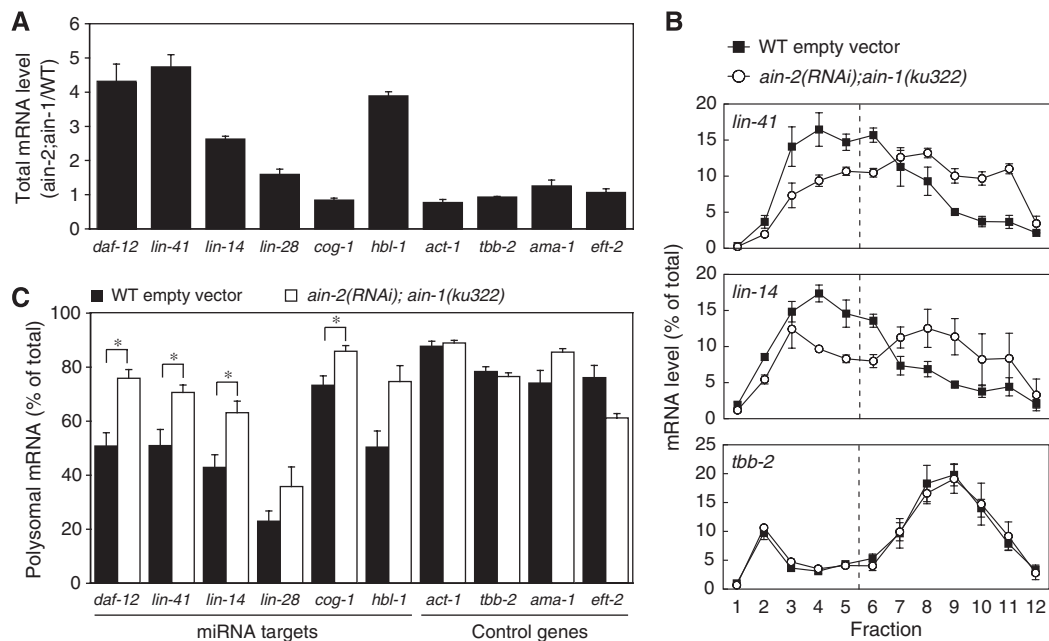 A
Total mRNA level
(ain-2;ain-1/WT)
6
5
4
3
2
1
0
daf-12 lin-41 lin-14 lin-28 cog-1 hbl-1 act-1 tbb-2 ama-1 eft-2
B
WT empty vector
ain-2(RNAi);ain-1(ku322)
mRNA level (% of total)
lin-41
20
15
10
5
0
lin-14
20
15
10
5
0
tbb-2
25
20
15
10
5
0
1 2 3 4 5 6 7 8 9 10 11 12
Fraction
C
WT empty vector
ain-2(RNAi); ain-1(ku322)
Polysomal mRNA (% of total)
100
80
60
40
20
0
* * * *
daf-12 lin-41 lin-14 lin-28 cog-1 hbl-1 act-1 tbb-2 ama-1 eft-2
miRNA targets Control genes